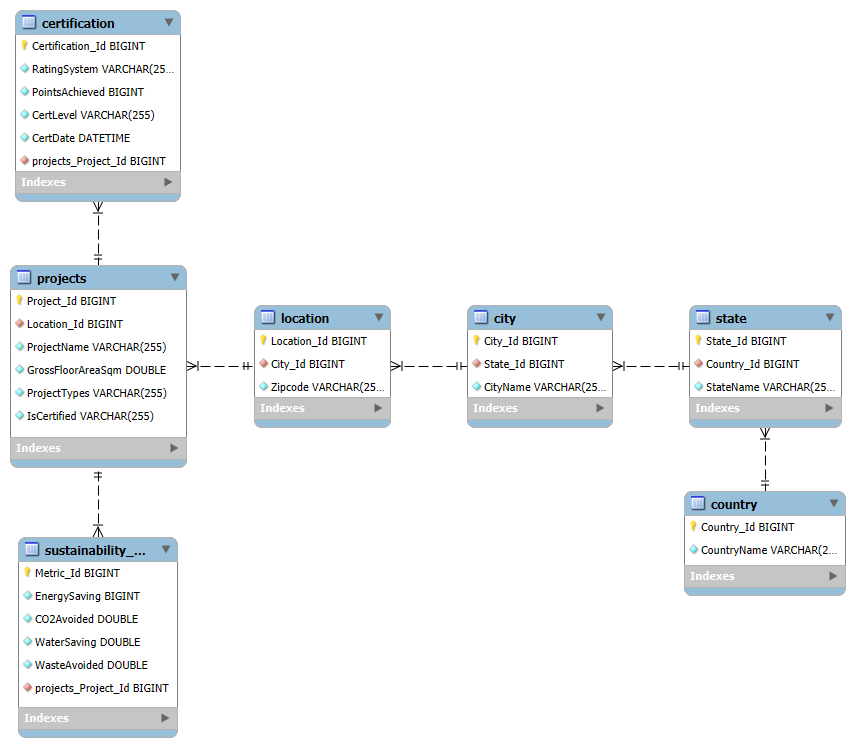 certification
Certification_Id BIGINT
RatingSystem VARCHAR(25...
PointsAchieved BIGINT
CertLevel VARCHAR(255)
CertDate DATETIME
projects_Project_Id BIGINT
Indexes
projects
Project_Id BIGINT
Location_Id BIGINT
ProjectName VARCHAR(255)
GrossFloorAreaSqm DOUBLE
ProjectTypes VARCHAR(255)
IsCertified VARCHAR(255)
Indexes
location
Location_Id BIGINT
City_Id BIGINT
Zipcode VARCHAR(25...
Indexes
city
City_Id BIGINT
State_Id BIGINT
CityName VARCHAR(255...
Indexes
state
State_Id BIGINT
Country_Id BIGINT
StateName VARCHAR(25...
Indexes
country
Country_Id BIGINT
CountryName VARCHAR(2...
Indexes
sustainability_...
Metric_Id BIGINT
EnergySaving BIGINT
CO2Avoided DOUBLE
WaterSaving DOUBLE
WasteAvoided DOUBLE
projects_Project_Id BIGINT
Indexes